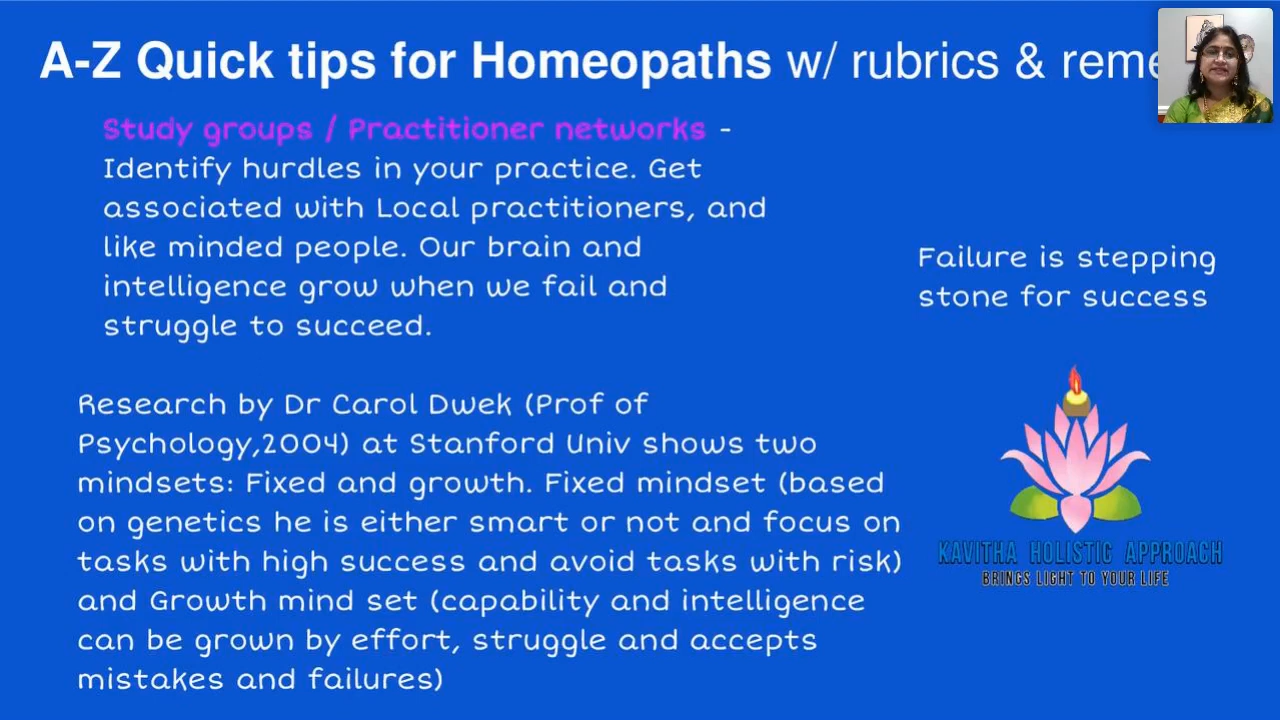 A-Z Quick tips for Homeopaths w/ rubrics & reme
Study groups / Practitioner networks -
Identify hurdles in your practice. Get
associated with Local practitioners, and
like minded people. Our brain and
intelligence grow when we fail and
struggle to succeed.
Failure is stepping
stone for success
Research by Dr Carol Dwek (Prof of
Psychology,2004) at Stanford Univ shows two
mindsets: Fixed and growth. Fixed mindset (based
on genetics he is either smart or not and focus on
tasks with high success and avoid tasks with risk)
and Growth mind set (capability and intelligence
can be grown by effort, struggle and accepts
mistakes and failures)
KAVITHA HOLISTIC APPROACH
BRINGS LIGHT TO YOUR LIFE